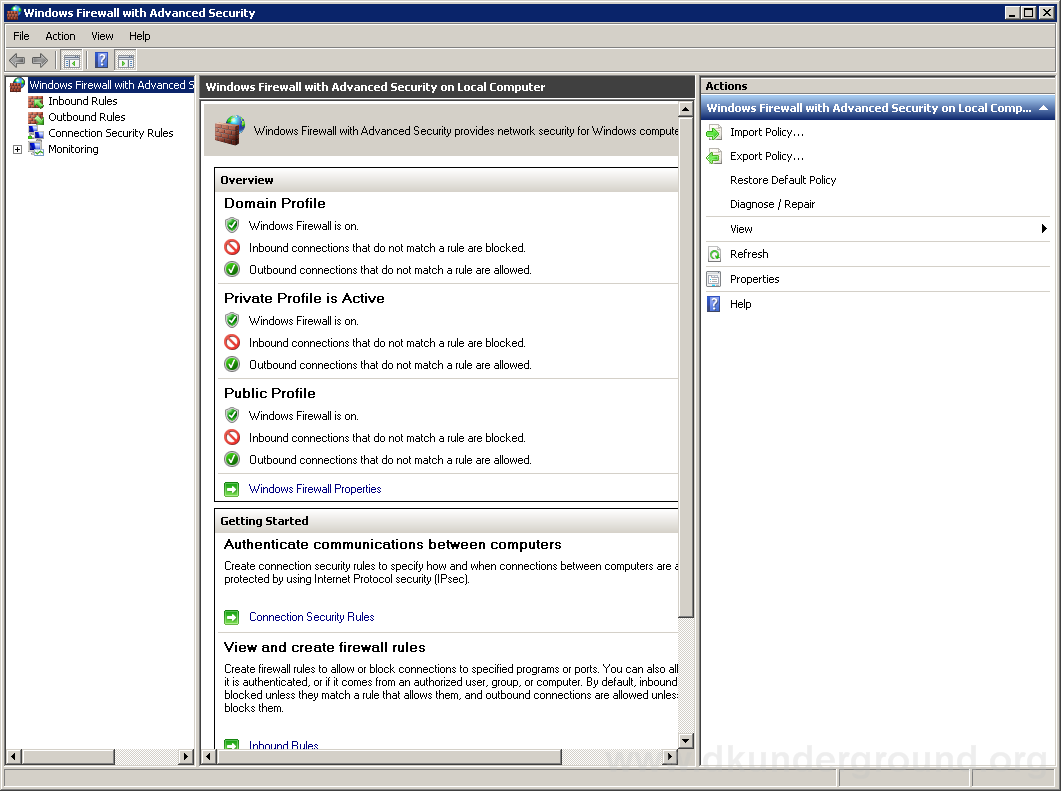 Windows Firewall with Advanced Security
File Action View Help
Windows Firewall with Advanced S
Inbound Rules
Outbound Rules
Connection Security Rules
Monitoring
Windows Firewall with Advanced Security on Local Computer
Windows Firewall with Advanced Security provides network security for Windows compute
Overview
Domain Profile
Windows Firewall is on.
Inbound connections that do not match a rule are blocked.
Outbound connections that do not match a rule are allowed.
Private Profile is Active
Windows Firewall is on.
Inbound connections that do not match a rule are blocked.
Outbound connections that do not match a rule are allowed.
Public Profile
Windows Firewall is on.
Inbound connections that do not match a rule are blocked.
Outbound connections that do not match a rule are allowed.
Windows Firewall Properties
Getting Started
Authenticate communications between computers
Create connection security rules to specify how and when connections between computers are a
protected by using Internet Protocol security (IPsec).
Connection Security Rules
View and create firewall rules
Create firewall rules to allow or block connections to specified programs or ports. You can also all
it is authenticated, or if it comes from an authorized user, group, or computer. By default, inbound
blocked unless they match a rule that allows them, and outbound connections are allowed unles
blocks them.
Inbound Rules
Actions
Windows Firewall with Advanced Security on Local Comp...
Import Policy...
Export Policy...
Restore Default Policy
Diagnose / Repair
View
Refresh
Properties
Help